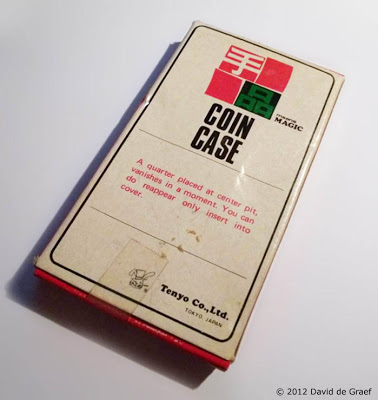 手品
MAGIC
COIN
CASE
A quarter placed at center pit,
vanishes in a moment. You can
do reappear only insert into
cover.
Tenyo Co., Ltd.
TOKYO, JAPAN
© 2012 David de Graef